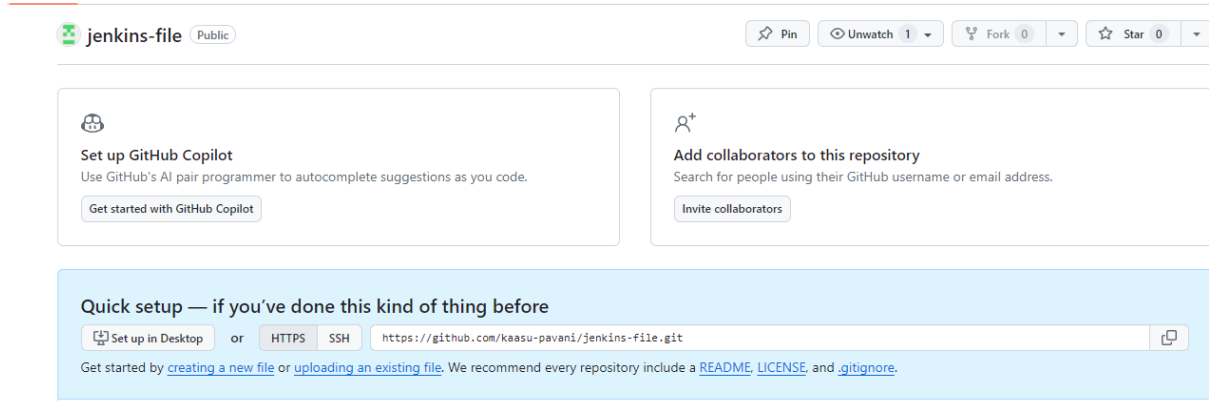 jenkins-file Public
Pin Unwatch 1 Fork 0 Star 0
Set up GitHub Copilot
Use GitHub's AI pair programmer to autocomplete suggestions as you code.
Get started with GitHub Copilot
Add collaborators to this repository
Search for people using their GitHub username or email address.
Invite collaborators
Quick setup — if you've done this kind of thing before
Set up in Desktop or HTTPS SSH https://github.com/kaasu-pavani/jenkins-file.git
Get started by creating a new file or uploading an existing file. We recommend every repository include a README, LICENSE, and .gitignore.